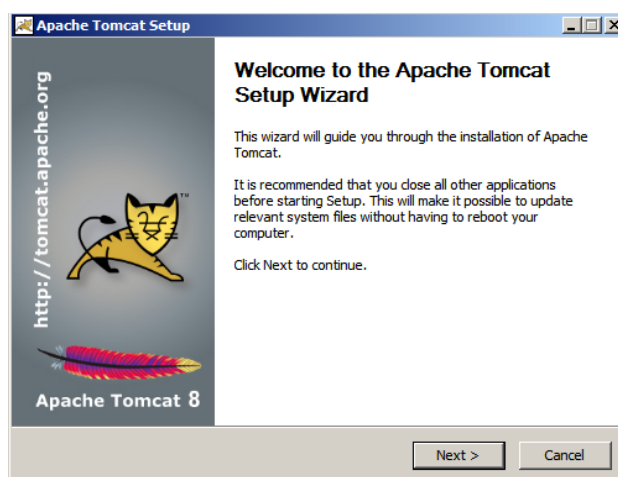 Apache Tomcat Setup
http://tomcat.apache.org
Apache Tomcat 8
Welcome to the Apache Tomcat
Setup Wizard
This wizard will guide you through the installation of Apache
Tomcat.
It is recommended that you close all other applications
before starting Setup. This will make it possible to update
relevant system files without having to reboot your
computer.
Click Next to continue.
Next >
Cancel